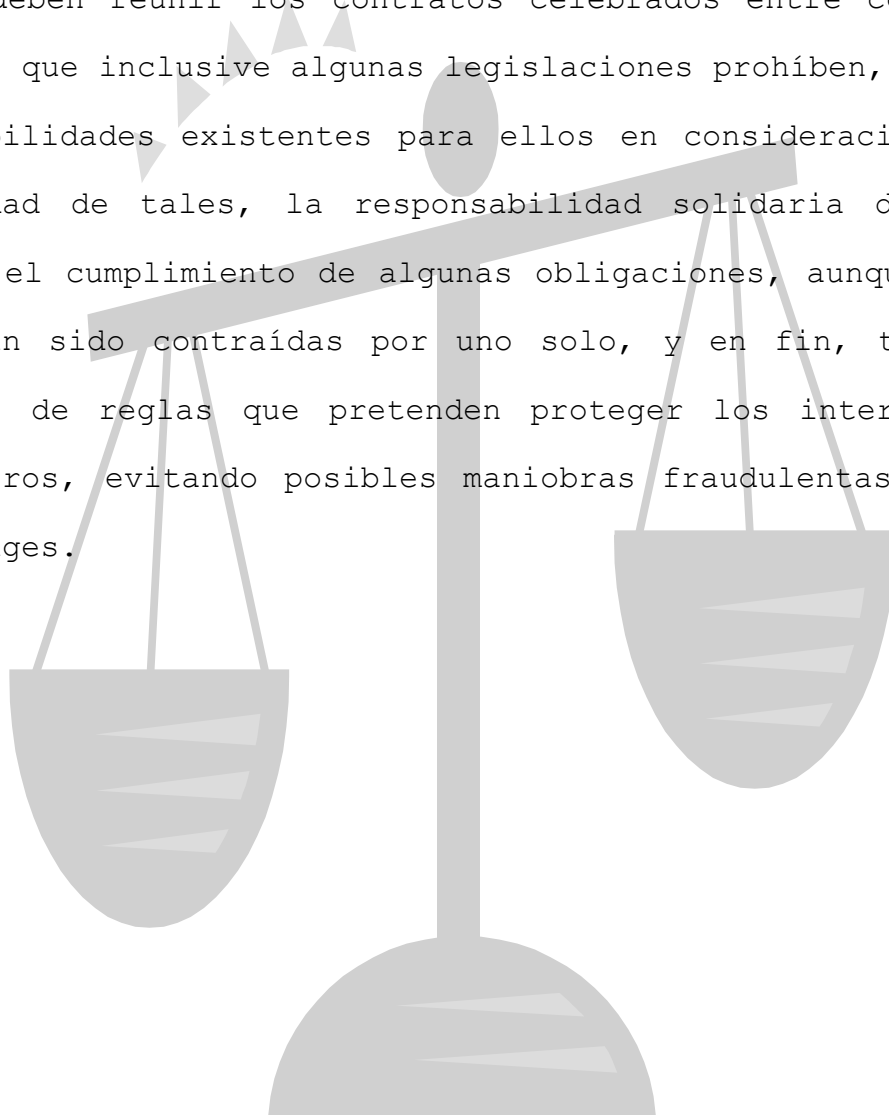 deben reunir los contratos celebrados entre c
que inclusive algunas legislaciones prohíben,
ilidades existentes para ellos en consideraci
ad de tales, la responsabilidad solidaria d
el cumplimiento de algunas obligaciones, aunqu
n sido contraídas por uno solo, y en fin, t
de reglas que pretenden proteger los inter
ros, evitando posibles maniobras fraudulentas
ges.